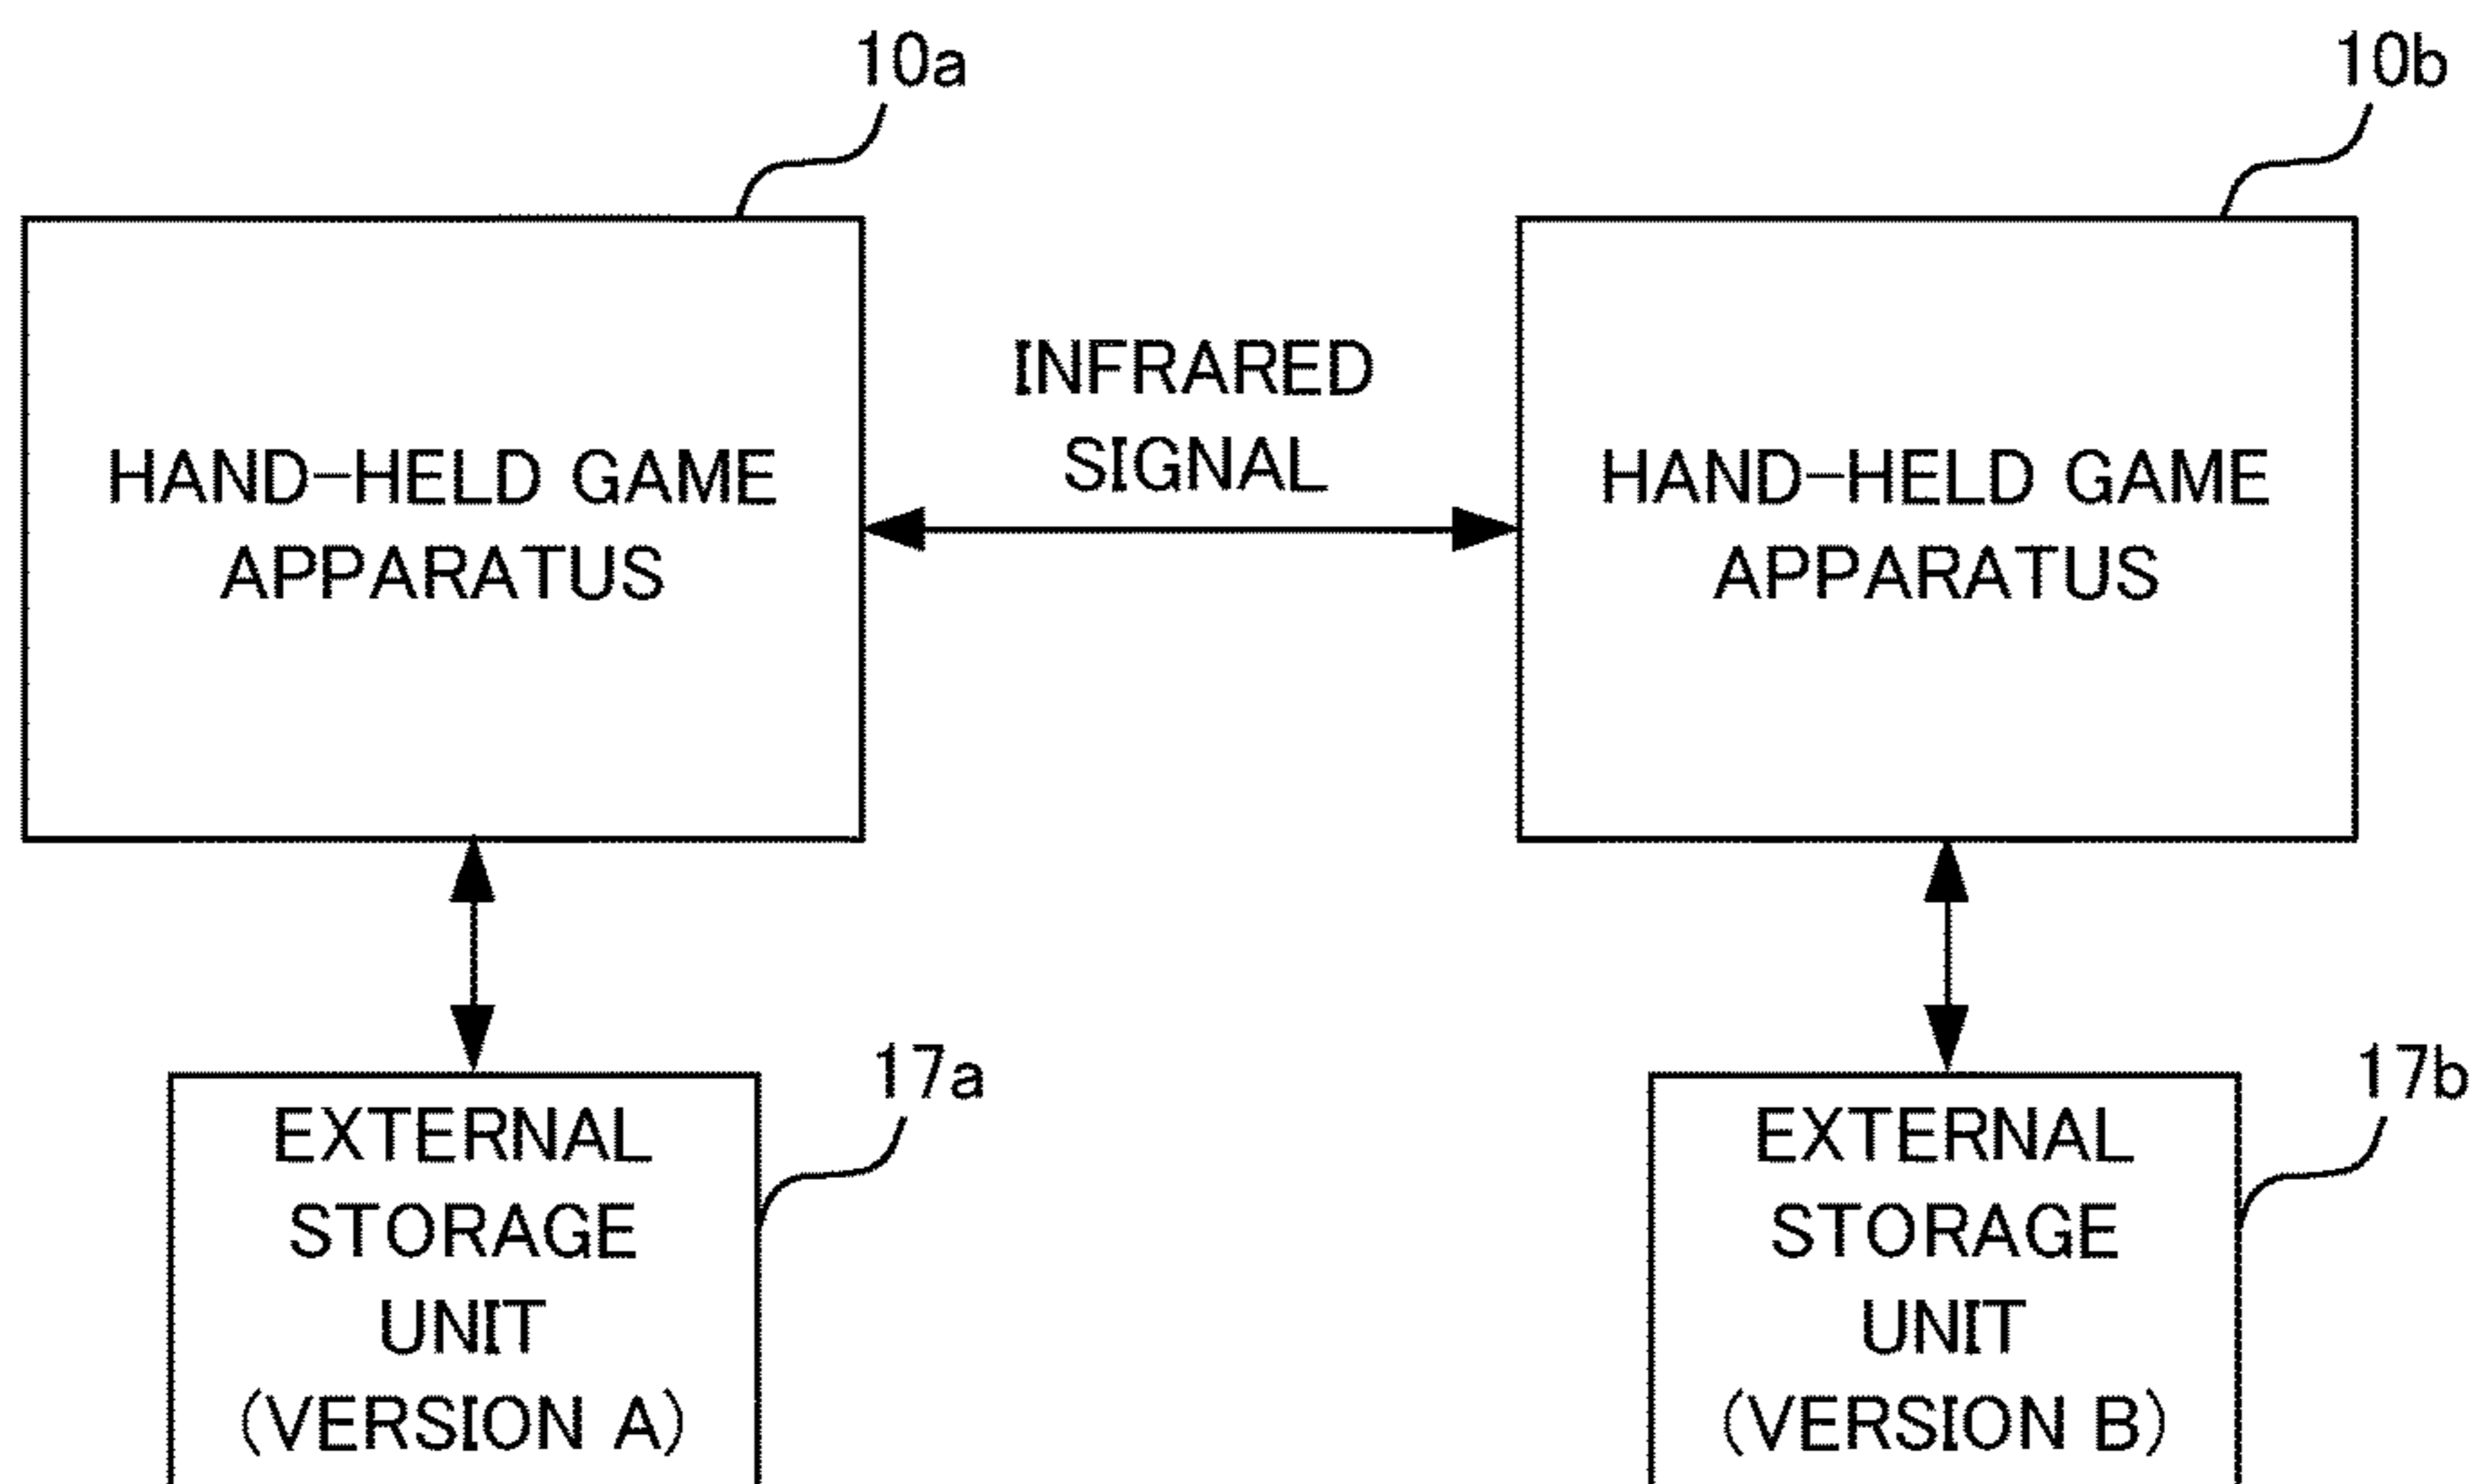 10a
10b
HAND-HELD GAME
APPARATUS
INFRARED
SIGNAL
HAND-HELD GAME
APPARATUS
17a
EXTERNAL
STORAGE
UNIT
(VERSION A)
17b
EXTERNAL
STORAGE
UNIT
(VERSION B)